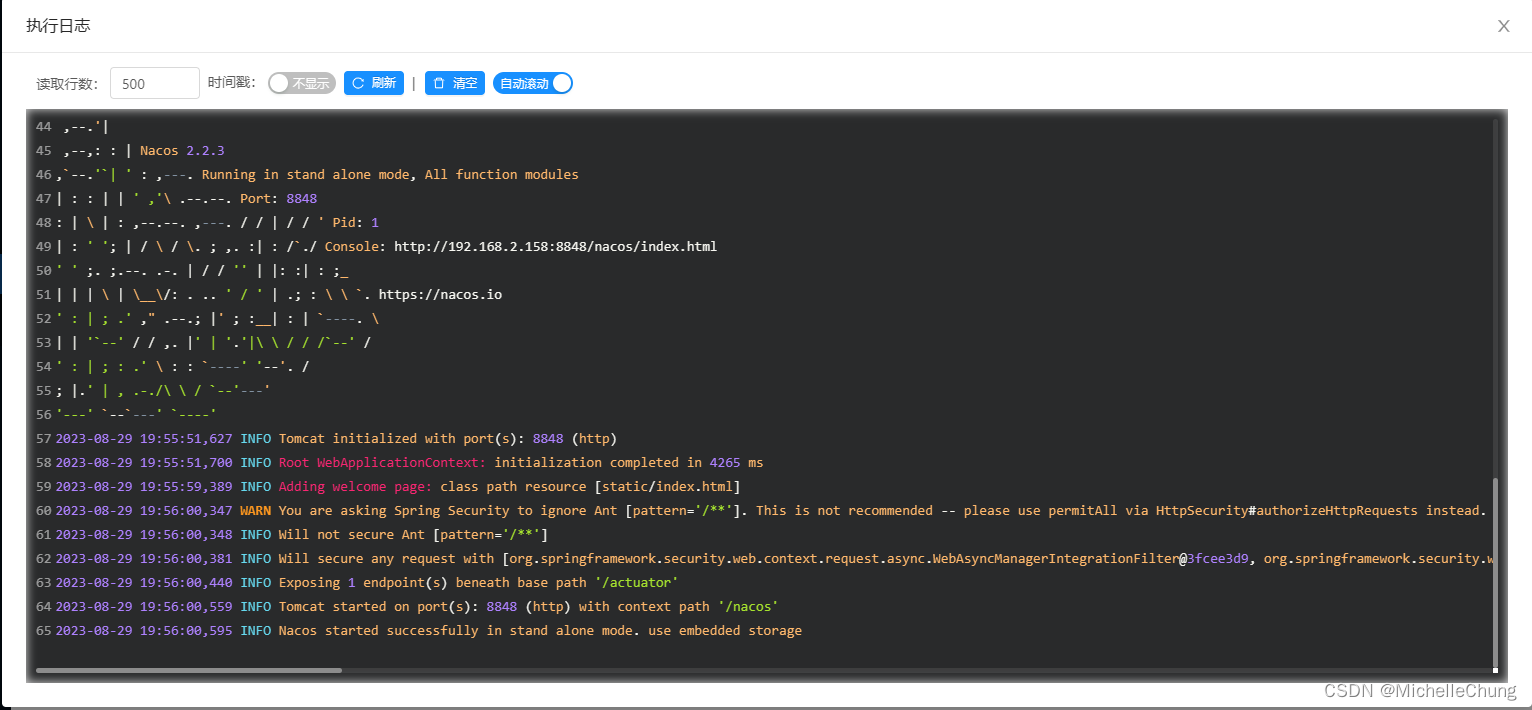 执行日志
X
读取行数： 500 时间戳： 不显示 刷新 | 清空 自动滚动
44 ,--.'|
45 ,--,: : | Nacos 2.2.3
46 ,`--.'`| ' : ,---. Running in stand alone mode, All function modules
47 | : : | | ' ,'\ .--.--. Port: 8848
48 : | \ | : ,--.--. ,---. / / | / / ' Pid: 1
49 | : ' '; | / \ / \. ; ,. :| : /`./ Console: http://192.168.2.158:8848/nacos/index.html
50 ' ' ;. ;.--. .-. | / / '' | |: :| : ;_
51 | | | \ | \__\/: . .. ' / ' | .; : \ \ `. https://nacos.io
52 ' : | ; .' ," .--.; |' ; :__| : | `----. \
53 | | '`--' / / ,. |' | '.'|\ \ / / /`--' /
54 ' : | ; : .' \ : : `----' '--'. /
55 ; |.' | , .-./\ \ / `--'---'
56 '---' `--`---' `----'
57 2023-08-29 19:55:51,627 INFO Tomcat initialized with port(s): 8848 (http)
58 2023-08-29 19:55:51,700 INFO Root WebApplicationContext: initialization completed in 4265 ms
59 2023-08-29 19:55:59,389 INFO Adding welcome page: class path resource [static/index.html]
60 2023-08-29 19:56:00,347 WARN You are asking Spring Security to ignore Ant [pattern='/**']. This is not recommended -- please use permitAll via HttpSecurity#authorizeHttpRequests instead.
61 2023-08-29 19:56:00,348 INFO Will not secure Ant [pattern='/**']
62 2023-08-29 19:56:00,381 INFO Will secure any request with [org.springframework.security.web.context.request.async.WebAsyncManagerIntegrationFilter@3fcee3d9, org.springframework.security.w
63 2023-08-29 19:56:00,440 INFO Exposing 1 endpoint(s) beneath base path '/actuator'
64 2023-08-29 19:56:00,559 INFO Tomcat started on port(s): 8848 (http) with context path '/nacos'
65 2023-08-29 19:56:00,595 INFO Nacos started successfully in stand alone mode. use embedded storage
CSDN @MichelleChung